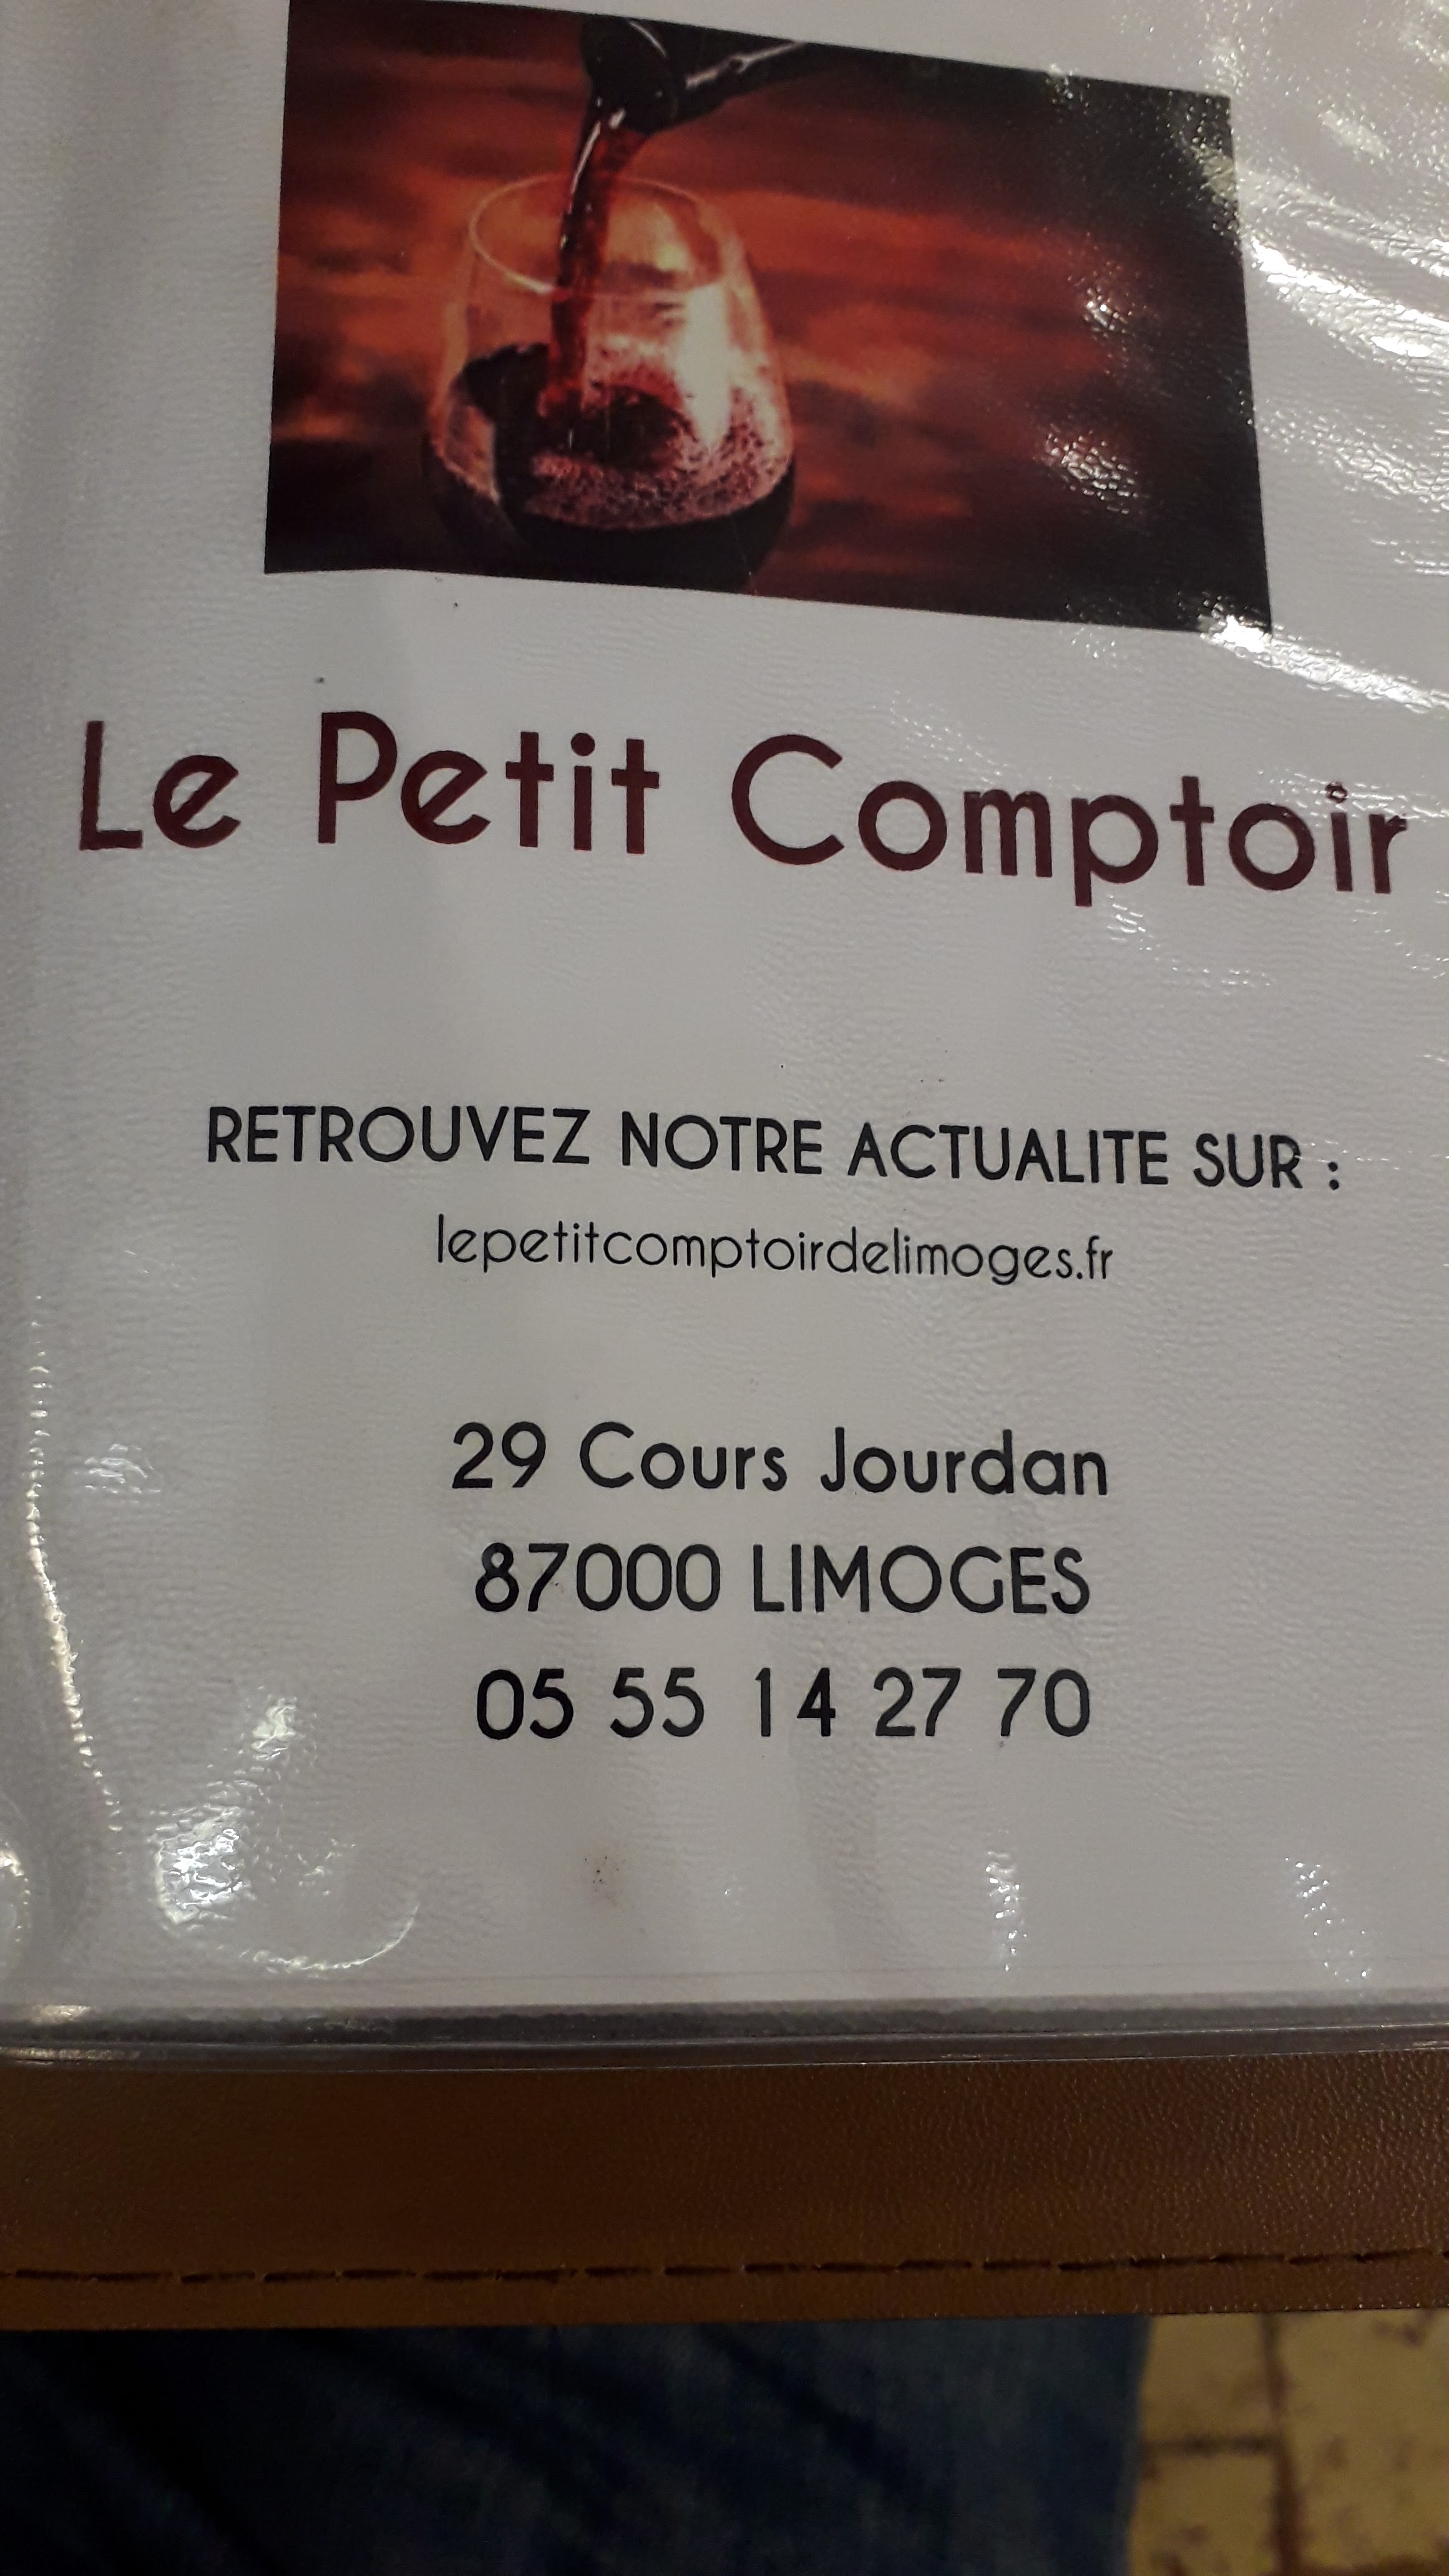 Le Petit Comptoir
RETROUVEZ NOTRE ACTUALITE SUR :
lepetitcomptoirdelimoges.fr
29 Cours Jourdan
87000 LIMOGES
05 55 14 27 70